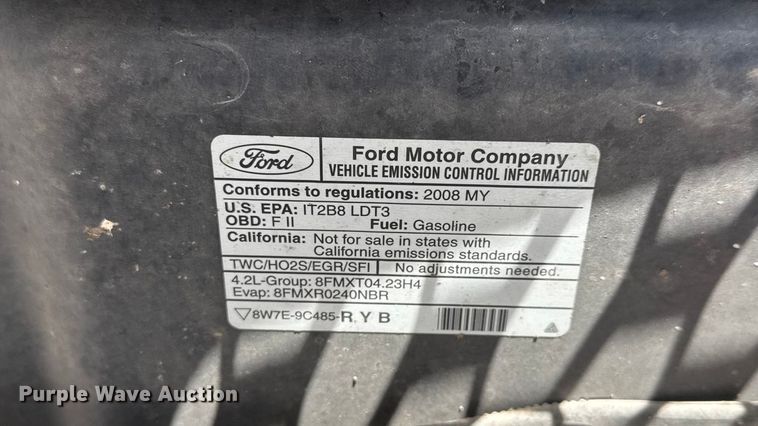 Ford
Ford Motor Company
VEHICLE EMISSION CONTROL INFORMATION
Conforms to regulations: 2008 MY
U.S. EPA: IT2B8 LDT3
OBD: F II Fuel: Gasoline
California: Not for sale in states with
California emissions standards.
TWC/HO2S/EGR/SFI No adjustments needed.
4.2L-Group: 8FMXT04.23H4
Evap: 8FMXR0240NBR
8W7E-9C485-R Y B
Purple Wave Auction®